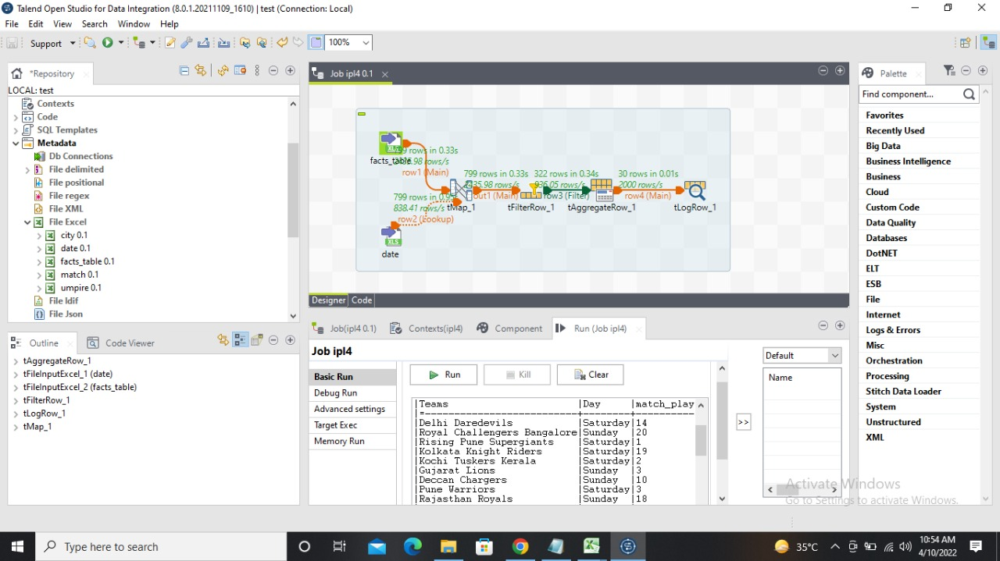 Talend Open Studio for Data Integration (8.0.1.20211109_1610) | test (Connection: Local)
File Edit View Search Window Help
Support 100%
*Repository
LOCAL: test
Contexts
Code
SQL Templates
Metadata
Db Connections
File delimited
File positional
File regex
File XML
File Excel
city 0.1
date 0.1
facts_table 0.1
match 0.1
umpire 0.1
File ldif
File Json
Outline Code Viewer
tAggregateRow_1
tFileInputExcel_1 (date)
tFileInputExcel_2 (facts_table)
tFilterRow_1
tLogRow_1
tMap_1
Job ipl4 0.1
XLS
rows in 0.33s
facts_table
rows/s
row1 (Main)
799 rows in 0.33s 322 rows in 0.34s 30 rows in 0.01s
rows/s rows/s 2000 rows/s
out1 (Main) row3 (Filter) row4 (Main)
799 rows in
838.41 rows/s
tMap_1 tFilterRow_1 tAggregateRow_1 tLogRow_1
row2 (Lookup)
XLS
date
Designer Code
Job(ipl4 0.1) Contexts(ipl4) Component Run (Job ipl4)
Job ipl4
Basic Run
Debug Run
Advanced settings
Target Exec
Memory Run
Run Kill Clear
|Teams |Day |match_play
|=---------------------------+--------+----------
|Delhi Daredevils |Saturday|14
|Royal Challengers Bangalore|Sunday |20
|Rising Pune Supergiants |Saturday|1
|Kolkata Knight Riders |Saturday|19
|Kochi Tuskers Kerala |Saturday|2
|Gujarat Lions |Sunday |3
|Deccan Chargers |Sunday |10
|Pune Warriors |Saturday|3
|Rajasthan Royals |Sunday |18
>>
Default
Name
Palette
Find component...
Favorites
Recently Used
Big Data
Business Intelligence
Business
Cloud
Custom Code
Data Quality
Databases
DotNET
ELT
ESB
File
Internet
Logs & Errors
Misc
Orchestration
Processing
Stitch Data Loader
System
Unstructured
XML
Activate Windows
Go to Settings to activate Windows.
Type here to search
35°C
10:54 AM
4/10/2022